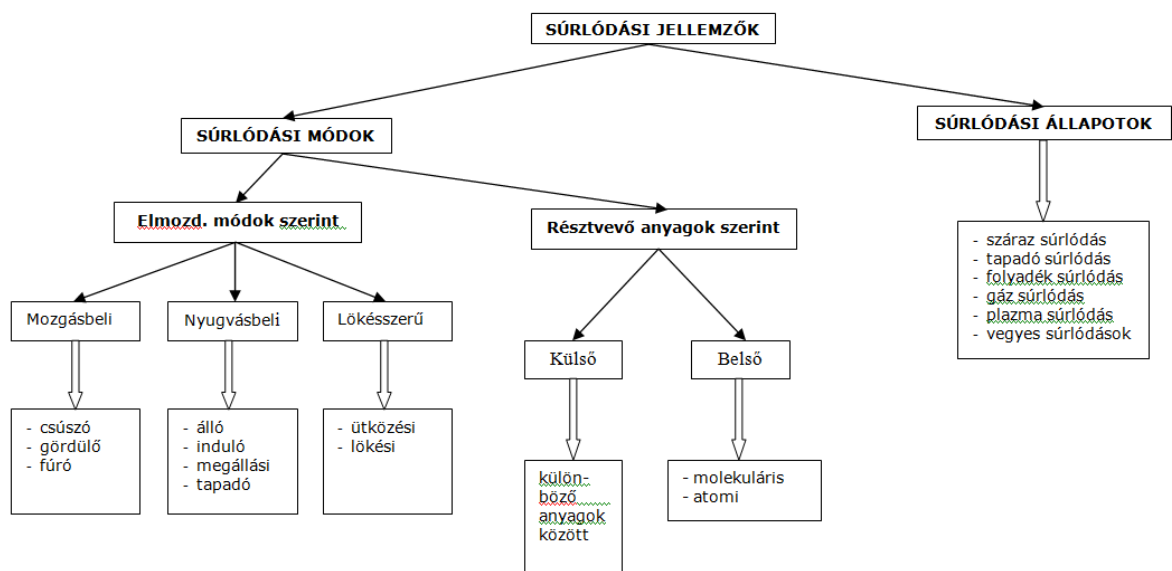 SÚRLÓDÁSI JELLEMZŐK
SÚRLÓDÁSI MÓDOK
SÚRLÓDÁSI ÁLLAPOTOK
Elmozd. módok szerint
Résztvevő anyagok szerint
- száraz súrlódás
- tapadó súrlódás
- folyadék súrlódás
- gáz súrlódás
- plazma súrlódás
- vegyes súrlódások
Mozgásbeli
Nyugvásbeli
Lökésszerű
Külső
Belső
- csúszó
- gördülő
- fúró
- álló
- induló
- megállási
- tapadó
- ütközési
- lökési
külön-
böző
anyagok
között
- molekuláris
- atomi